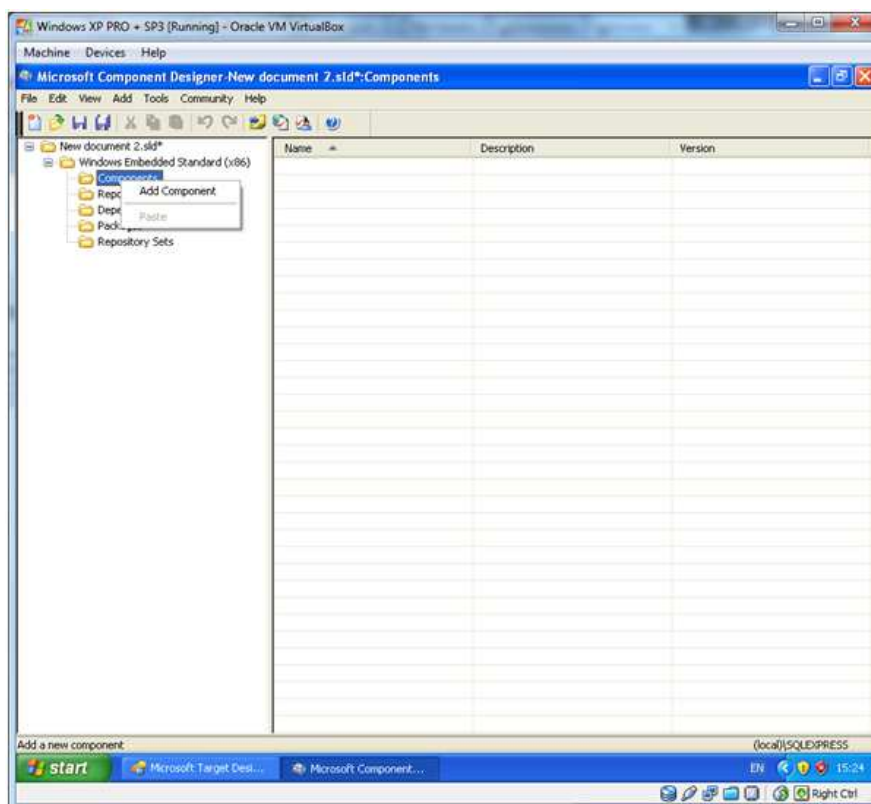 Windows XP PRO + SP3 [Running] - Oracle VM VirtualBox
Machine Devices Help
Microsoft Component Designer-New document 2.sld*:Components
File Edit View Add Tools Community Help
New document 2.sld*
Name Description Version
Windows Embedded Standard (x86)
Components
Add Component
Paste
Repository Sets
Add a new component
(local)\SQLEXPRESS
start Microsoft Target Desi... Microsoft Component... EN 15:24
Right Ctrl